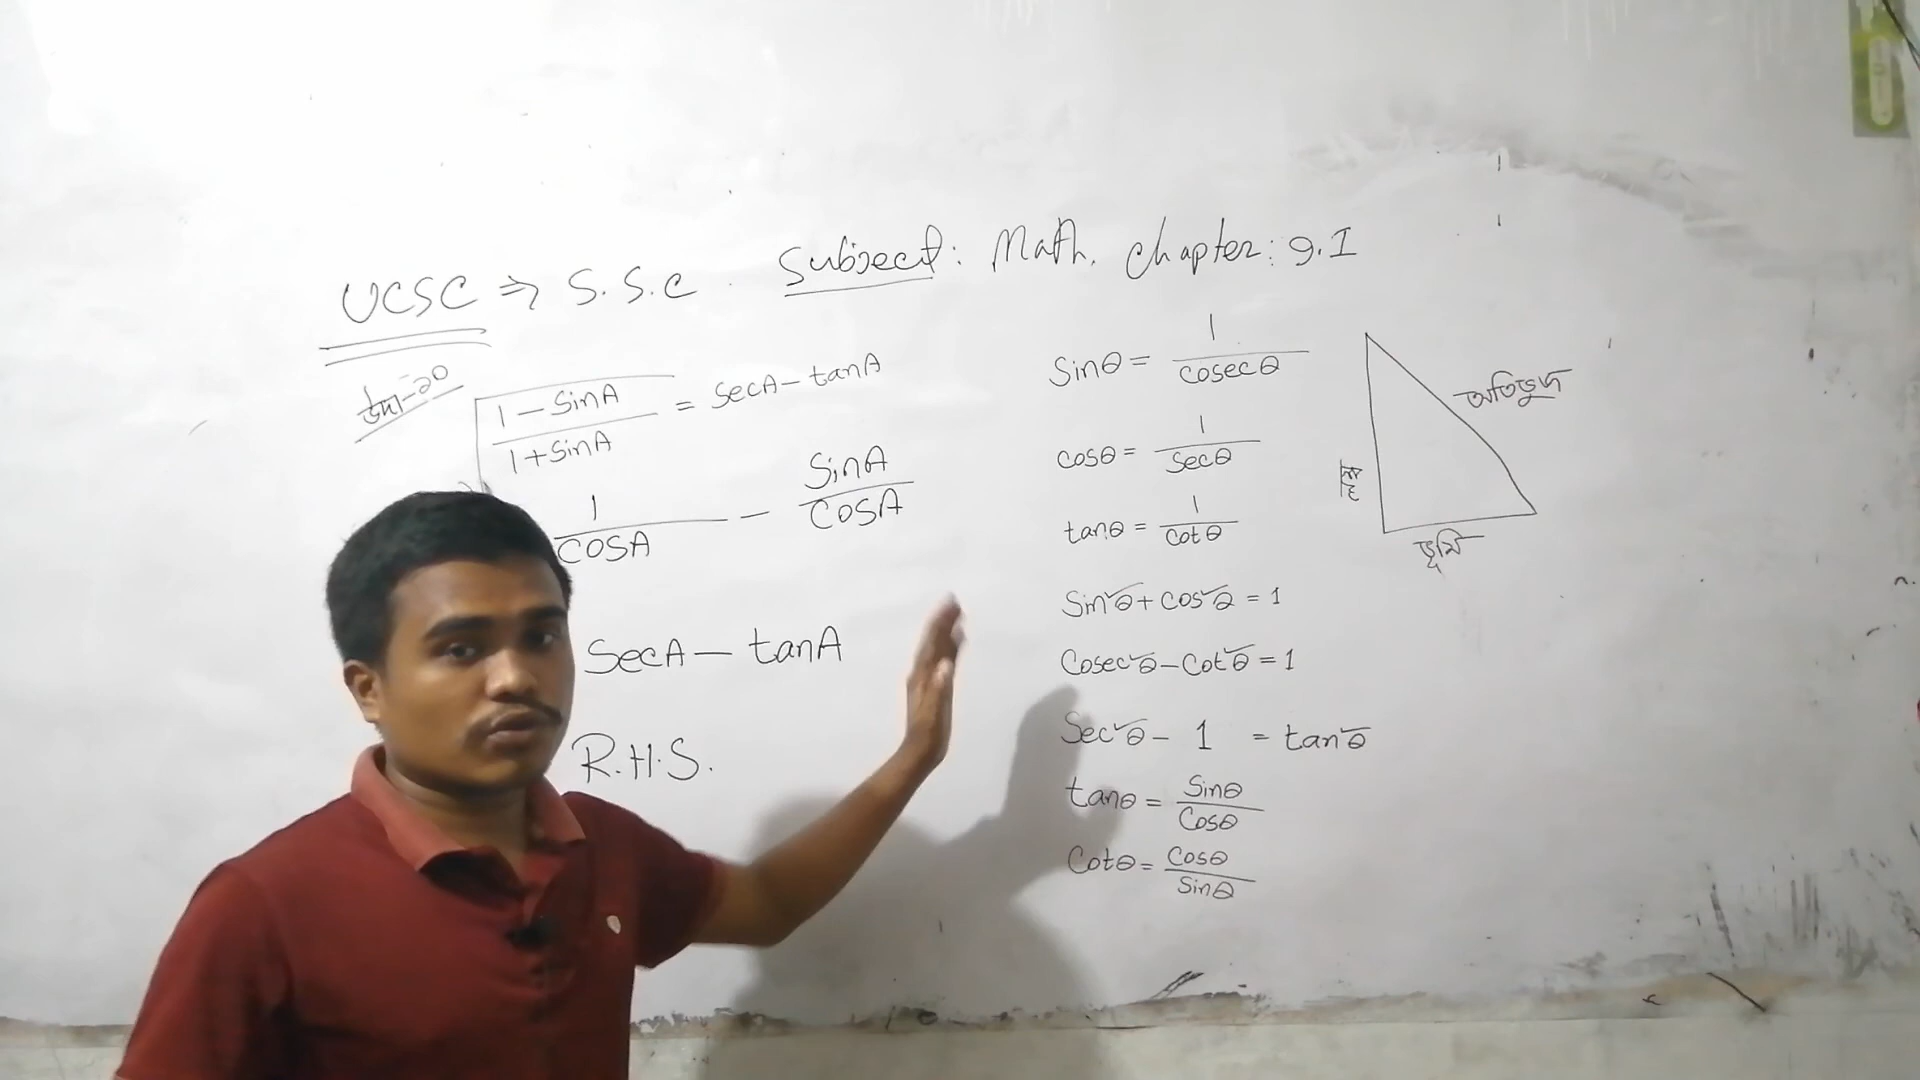 UCSC ⇒ S.S.C. Subject: Math, Chapter: 9.1
উদা-১০
√((1-SinA)/(1+SinA)) = SecA-tanA
1/COSA - SinA/COSA
SecA - tanA
R.H.S.
Sinθ = 1/Cosecθ
Cosθ = 1/Secθ
tanθ = 1/Cotθ
Sin²θ + Cos²θ = 1
Cosec²θ - Cot²θ = 1
Sec²θ - 1 = tan²θ
tanθ = Sinθ/Cosθ
Cotθ = Cosθ/Sinθ
অতিভুজ
লম্ব
ভূমি